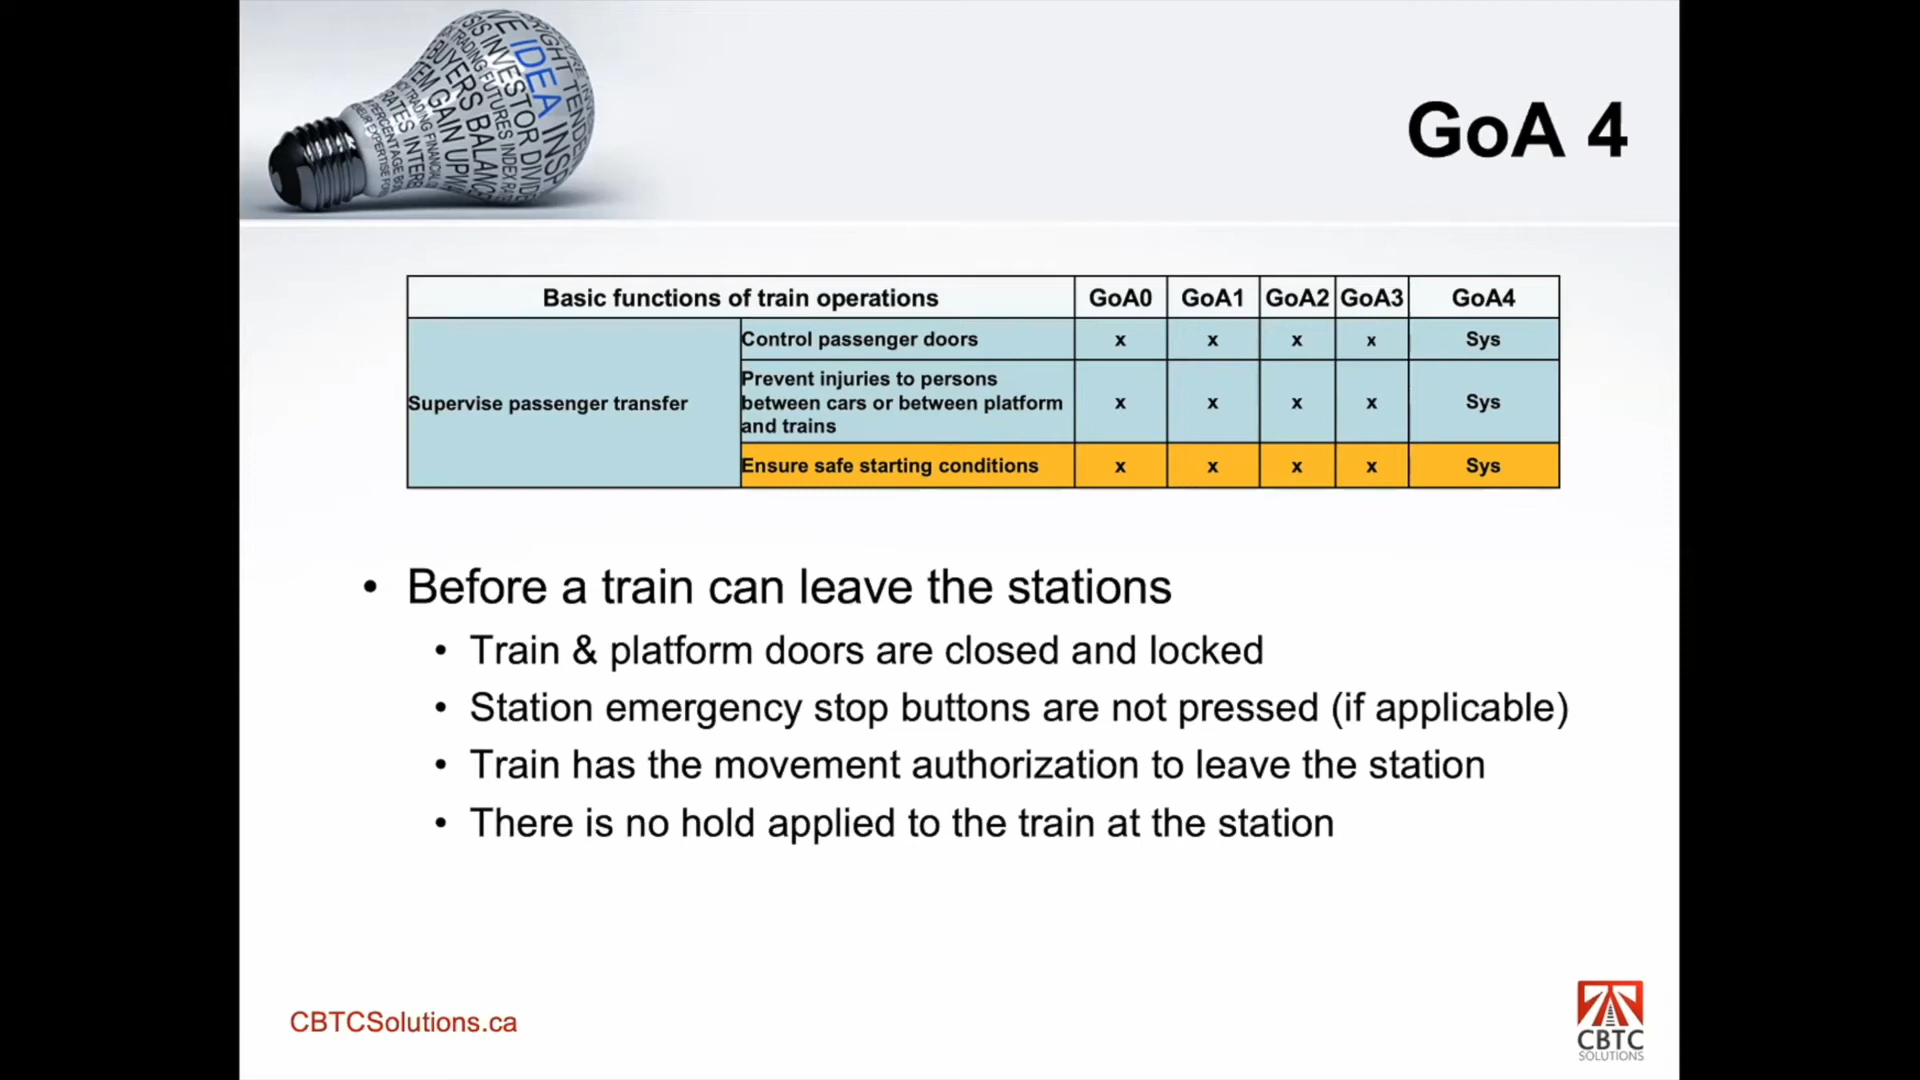 GoA 4
IDEA
Basic functions of train operations GoA0 GoA1 GoA2 GoA3 GoA4
Supervise passenger transfer
Control passenger doors x x x x Sys
Prevent injuries to persons
between cars or between platform
and trains
x x x x Sys
Ensure safe starting conditions x x x x Sys
• Before a train can leave the stations
• Train & platform doors are closed and locked
• Station emergency stop buttons are not pressed (if applicable)
• Train has the movement authorization to leave the station
• There is no hold applied to the train at the station
CBTCSolutions.ca
CBTC
SOLUTIONS